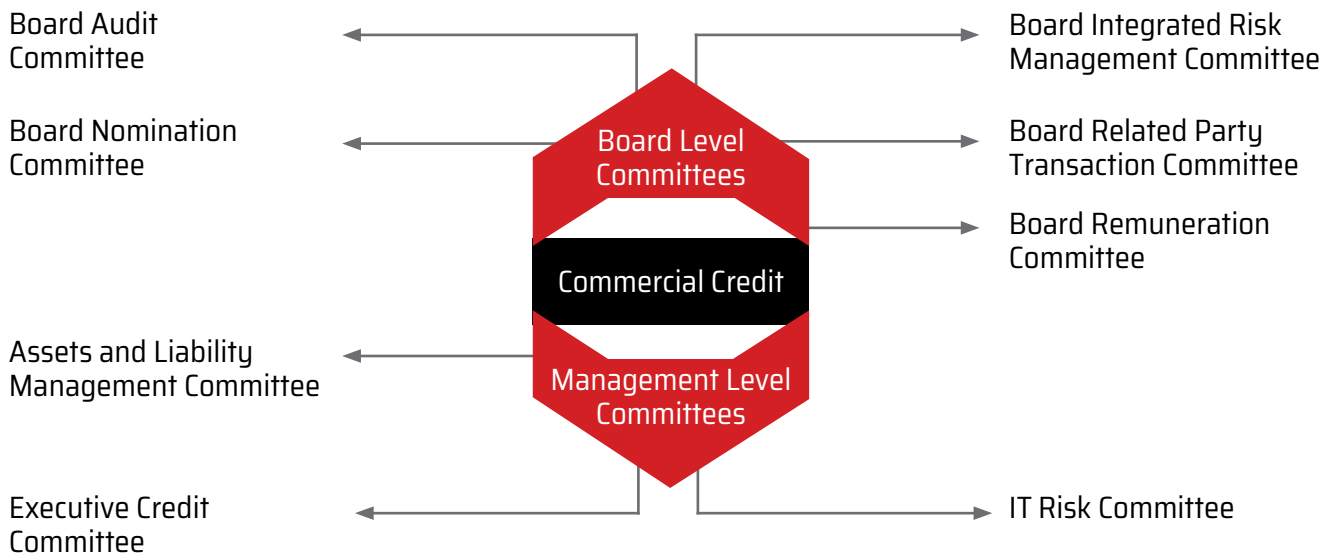 Board Audit
Committee
Board Integrated Risk
Management Committee
Board Nomination
Committee
Board Level
Committees
Board Related Party
Transaction Committee
Board Remuneration
Committee
Commercial Credit
Assets and Liability
Management Committee
Management Level
Committees
Executive Credit
Committee
IT Risk Committee